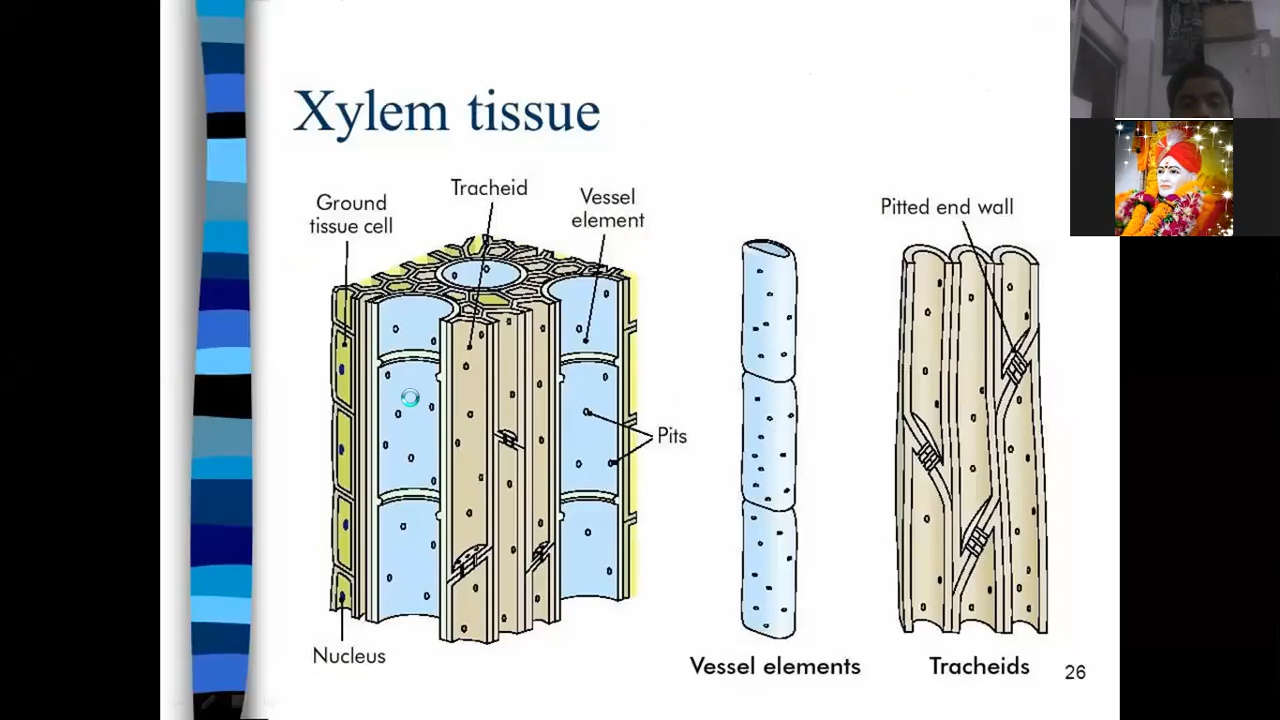 Xylem tissue
Ground
tissue cell
Tracheid
Vessel
element
Pitted end wall
Pits
Nucleus
Vessel elements
Tracheids
26